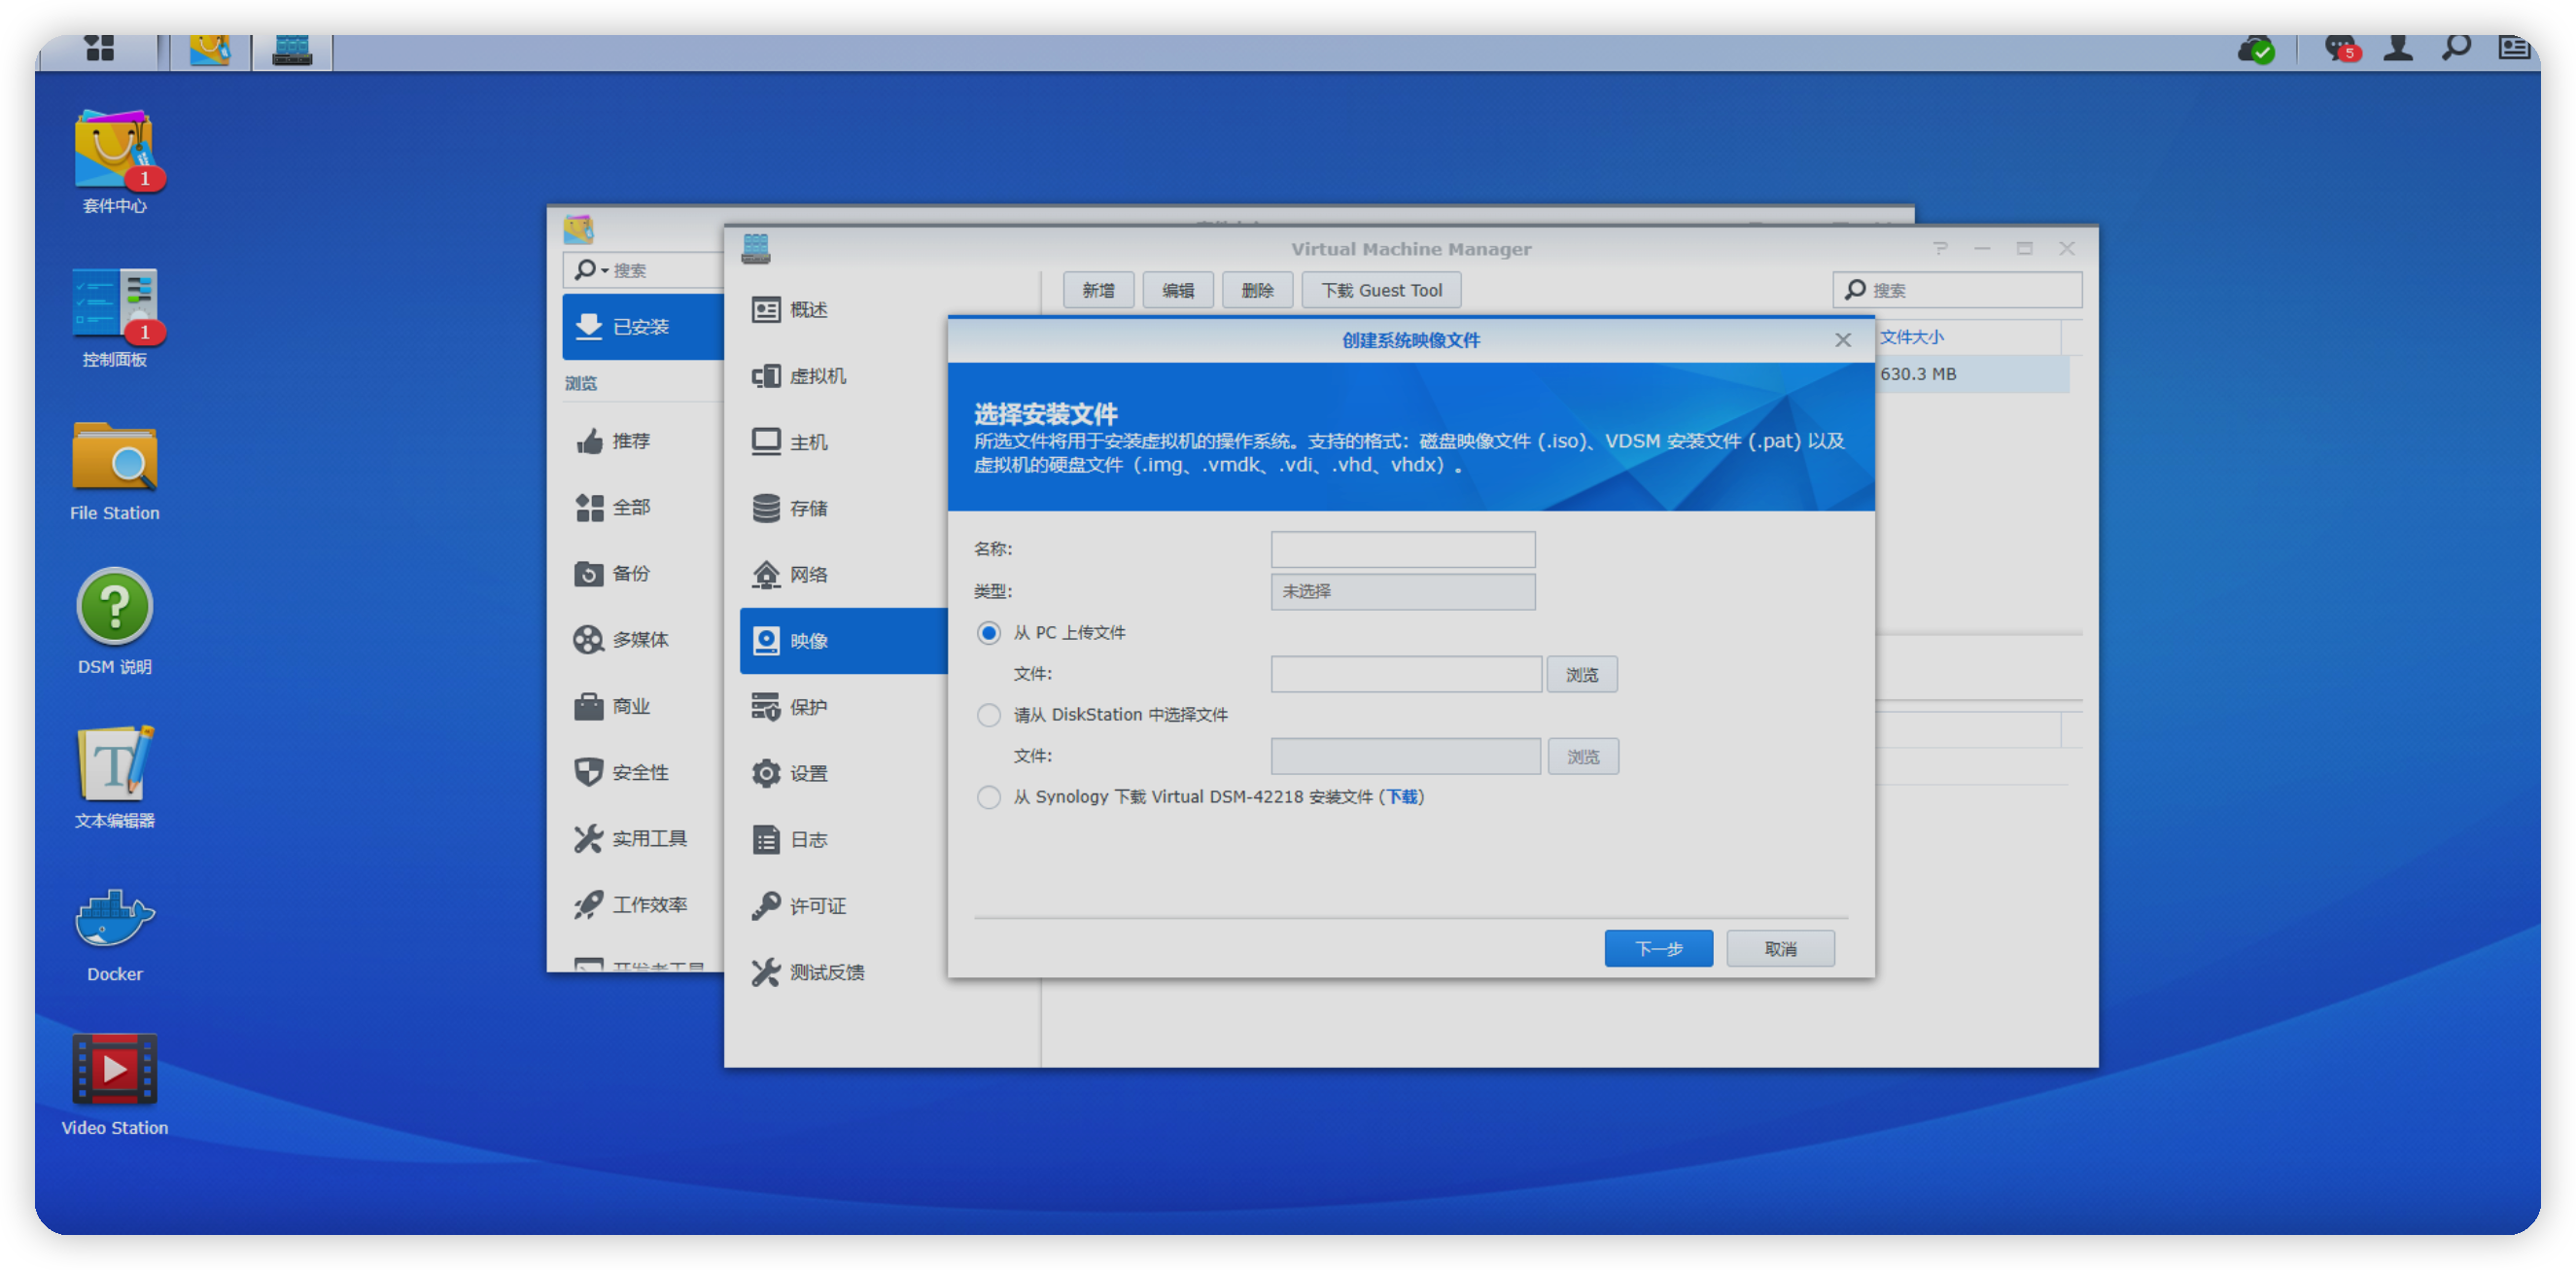 5
1
套件中心
1
控制面板
File Station
DSM 说明
文本编辑器
Docker
Video Station
搜索
已安装
浏览
推荐
全部
备份
多媒体
商业
安全性
实用工具
工作效率
开发者工具
Virtual Machine Manager
概述
虚拟机
主机
存储
网络
映像
保护
设置
日志
许可证
测试反馈
新增 编辑 删除 下载 Guest Tool
搜索
文件大小
630.3 MB
创建系统映像文件
选择安装文件
所选文件将用于安装虚拟机的操作系统。支持的格式：磁盘映像文件 (.iso)、VDSM 安装文件 (.pat) 以及
虚拟机的硬盘文件（.img、.vmdk、.vdi、.vhd、vhdx）。
名称:
类型: 未选择
从 PC 上传文件
文件: 浏览
请从 DiskStation 中选择文件
文件: 浏览
从 Synology 下载 Virtual DSM-42218 安装文件 (下载)
下一步 取消